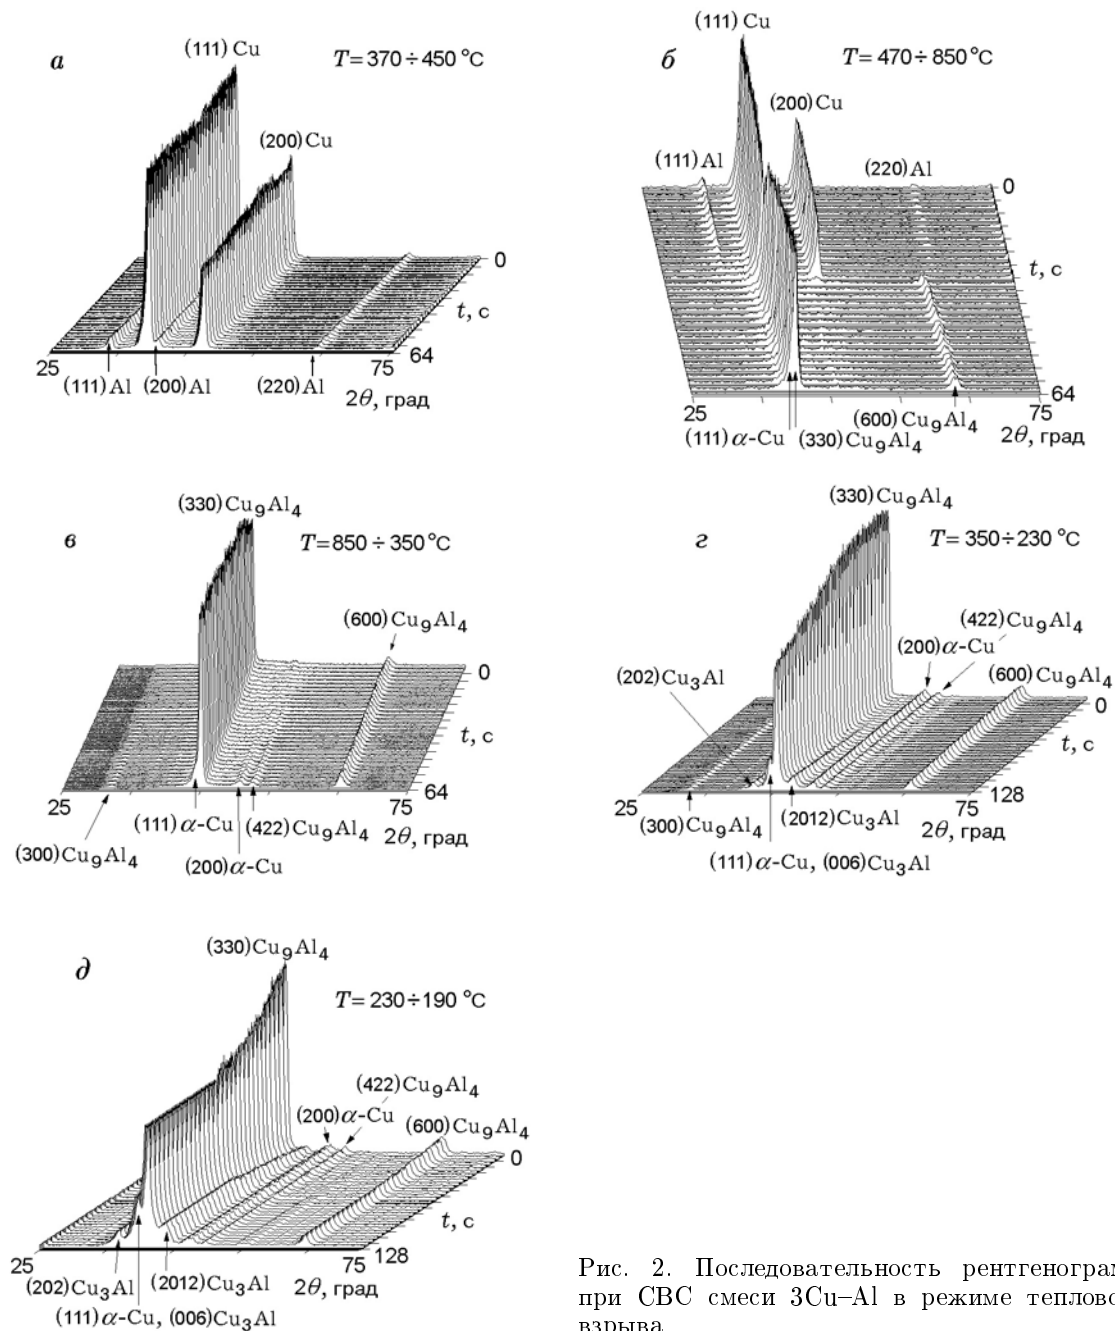 а
(111) Cu
T = 370 ÷ 450 °C
(200) Cu
0
t, с
64
25
75
(111) Al
(200) Al
(220) Al
2θ, град
б
(111) Cu
T = 470 ÷ 850 °C
(200) Cu
(111) Al
(220) Al
0
t, с
64
25
75
(600) Cu9Al4
(111) α-Cu
(330) Cu9Al4
2θ, град
в
(330) Cu9Al4
T = 850 ÷ 350 °C
(600) Cu9Al4
0
t, с
64
25
75
(111) α-Cu
(422) Cu9Al4
2θ, град
(300) Cu9Al4
(200) α-Cu
г
(330) Cu9Al4
T = 350 ÷ 230 °C
(422) Cu9Al4
(200) α-Cu
(202) Cu3Al
(600) Cu9Al4
0
t, с
128
25
75
(300) Cu9Al4
(2012) Cu3Al
2θ, град
(111) α-Cu, (006) Cu3Al
д
(330) Cu9Al4
T = 230 ÷ 190 °C
(422) Cu9Al4
(200) α-Cu
(600) Cu9Al4
0
t, с
128
25
75
(202) Cu3Al
(2012) Cu3Al
2θ, град
(111) α-Cu, (006) Cu3Al
Рис. 2. Последовательность рентгенограм
при СВС смеси 3Cu–Al в режиме теплово
взрыва